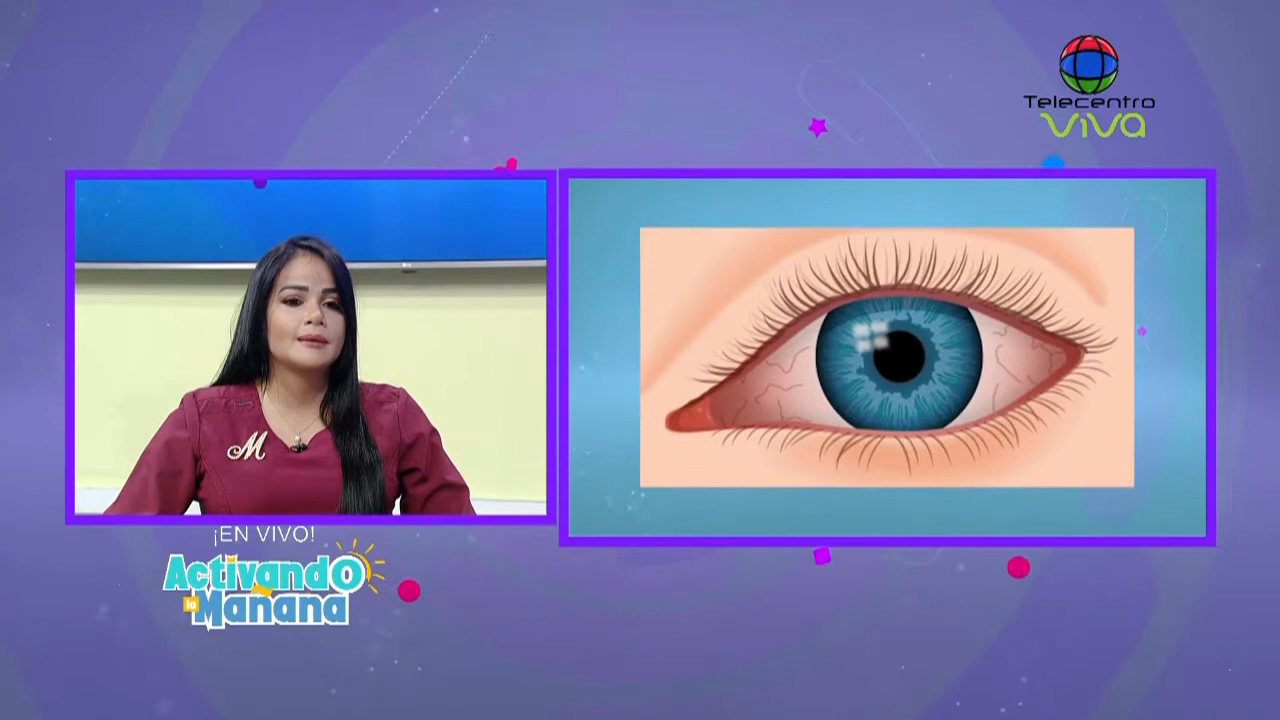 Telecentro
ViVa
M
¡EN VIVO!
Activando
la Mañana